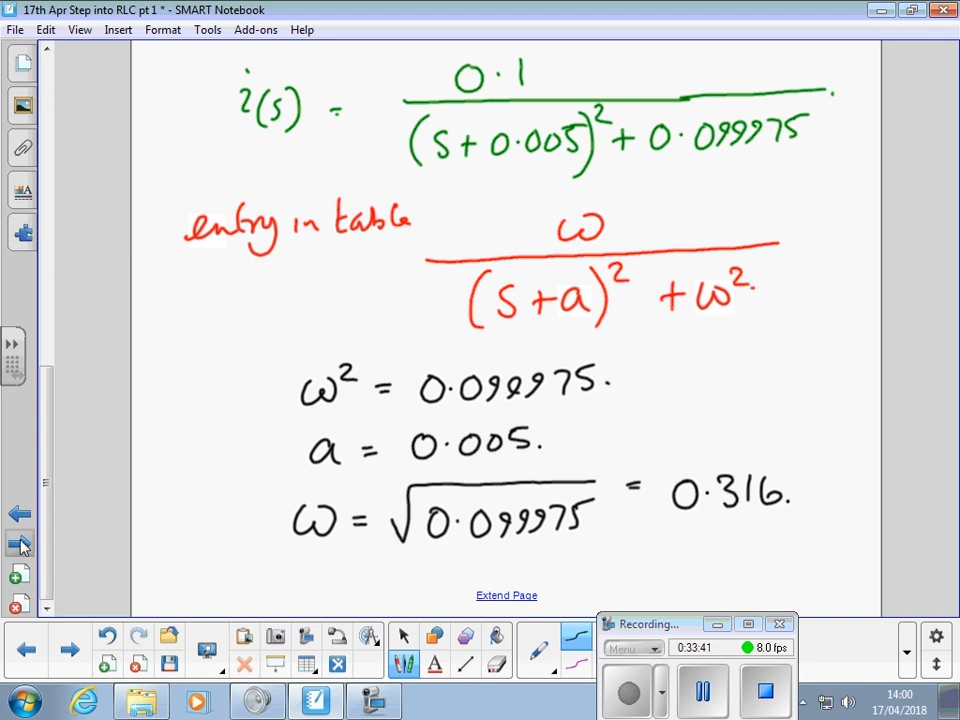 17th Apr Step into RLC pt 1 * - SMART Notebook
File Edit View Insert Format Tools Add-ons Help
i(s) = 0.1 / (s + 0.005)² + 0.099975
entry in table ω / (s + a)² + ω².
ω² = 0.099975.
a = 0.005.
ω = √0.099975 = 0.316.
Extend Page
Recording...
Menu 0:33:41 8.0 fps
A
14:00
17/04/2018